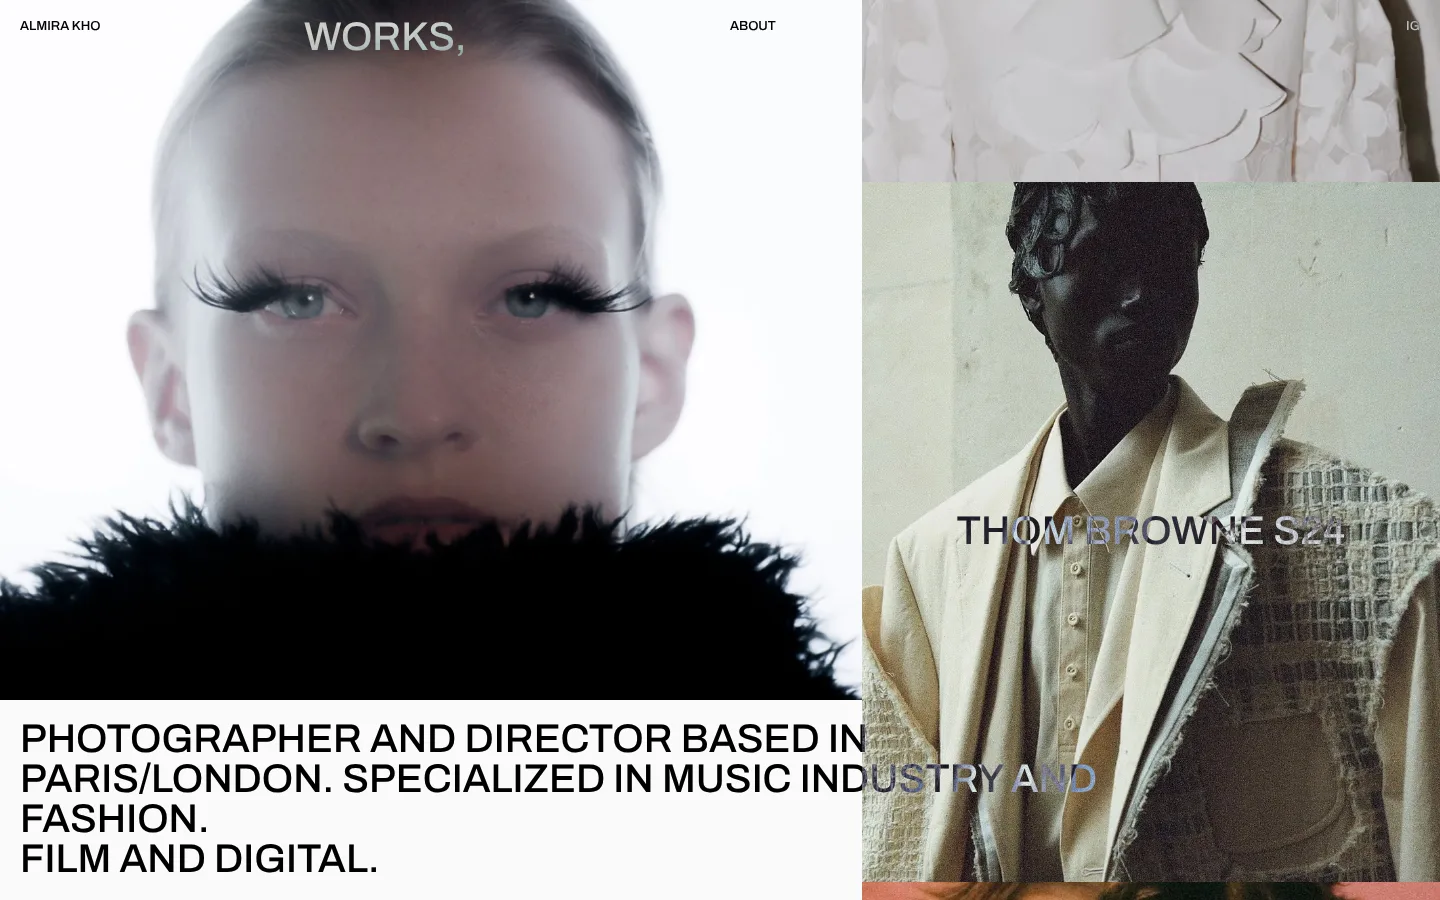 ALMIRA KHO
WORKS,
ABOUT
IG
THOM BROWNE S24
PHOTOGRAPHER AND DIRECTOR BASED IN
PARIS/LONDON. SPECIALIZED IN MUSIC INDUSTRY AND
FASHION.
FILM AND DIGITAL.